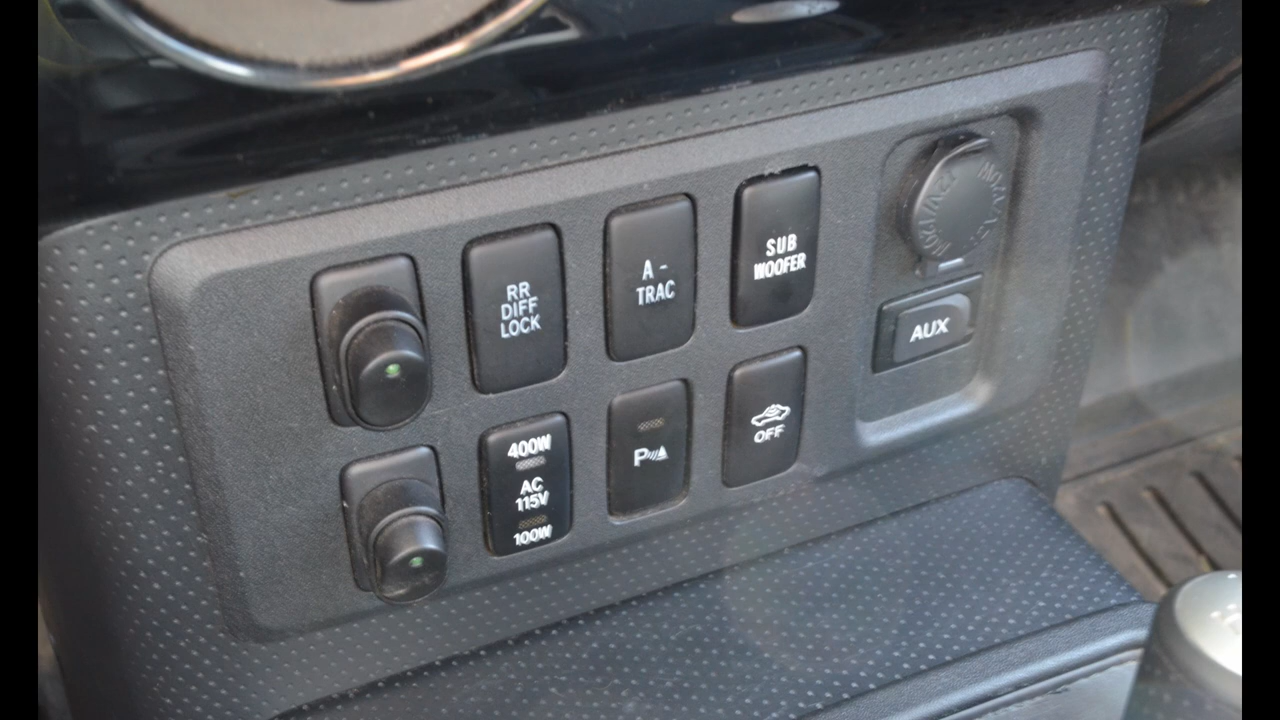 RR
DIFF
LOCK
A -
TRAC
SUB
WOOFER
AUX
400W
AC
115V
100W
P
OFF